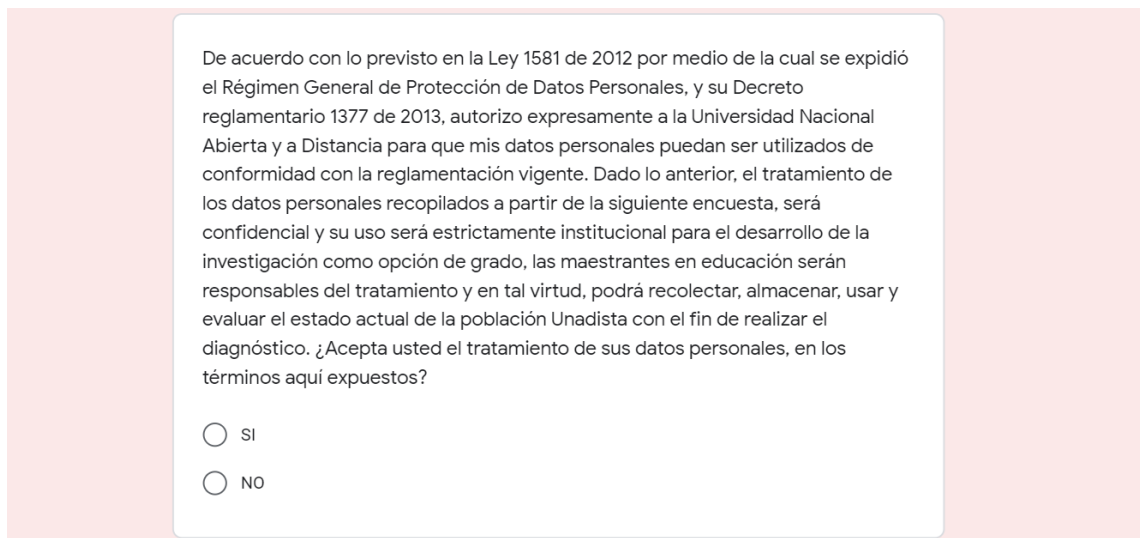 De acuerdo con lo previsto en la Ley 1581 de 2012 por medio de la cual se expidió
el Régimen General de Protección de Datos Personales, y su Decreto
reglamentario 1377 de 2013, autorizo expresamente a la Universidad Nacional
Abierta y a Distancia para que mis datos personales puedan ser utilizados de
conformidad con la reglamentación vigente. Dado lo anterior, el tratamiento de
los datos personales recopilados a partir de la siguiente encuesta, será
confidencial y su uso será estrictamente institucional para el desarrollo de la
investigación como opción de grado, las maestrantes en educación serán
responsables del tratamiento y en tal virtud, podrá recolectar, almacenar, usar y
evaluar el estado actual de la población Unadista con el fin de realizar el
diagnóstico. ¿Acepta usted el tratamiento de sus datos personales, en los
términos aquí expuestos?
SI
NO